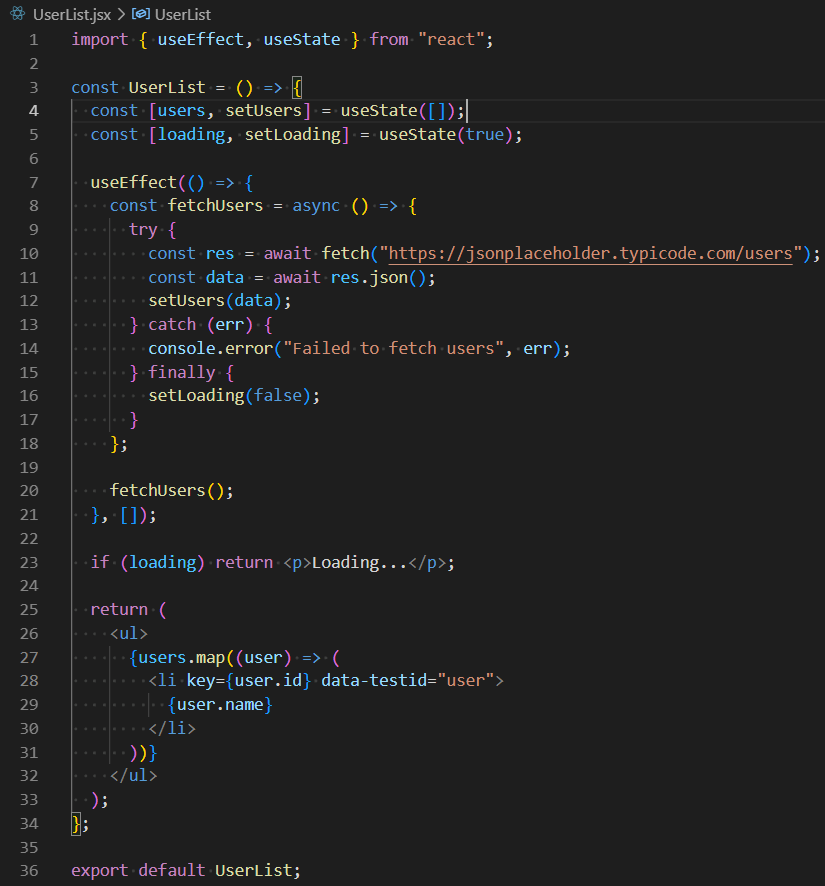 UserList.jsx > UserList
1 import { useEffect, useState } from "react";
2
3 const UserList = () => {
4   const [users, setUsers] = useState([]);
5   const [loading, setLoading] = useState(true);
6
7   useEffect(() => {
8     const fetchUsers = async () => {
9       try {
10         const res = await fetch("https://jsonplaceholder.typicode.com/users");
11         const data = await res.json();
12         setUsers(data);
13       } catch (err) {
14         console.error("Failed to fetch users", err);
15       } finally {
16         setLoading(false);
17       }
18     };
19
20     fetchUsers();
21   }, []);
22
23   if (loading) return <p>Loading...</p>;
24
25   return (
26     <ul>
27       {users.map((user) => (
28         <li key={user.id} data-testid="user">
29           {user.name}
30         </li>
31       ))}
32     </ul>
33   );
34 };
35
36 export default UserList;